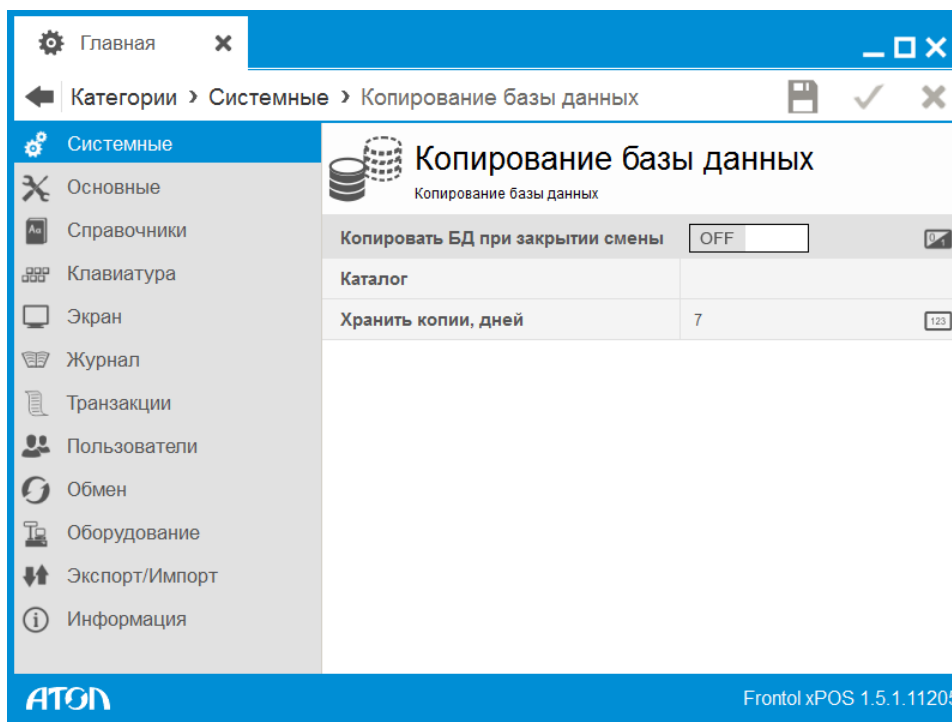 Главная
Категории › Системные › Копирование базы данных
Системные
Основные
Справочники
Клавиатура
Экран
Журнал
Транзакции
Пользователи
Обмен
Оборудование
Экспорт/Импорт
Информация
Копирование базы данных
Копирование базы данных
Копировать БД при закрытии смены OFF
Каталог
Хранить копии, дней 7 123
ATOL Frontol xPOS 1.5.1.11205